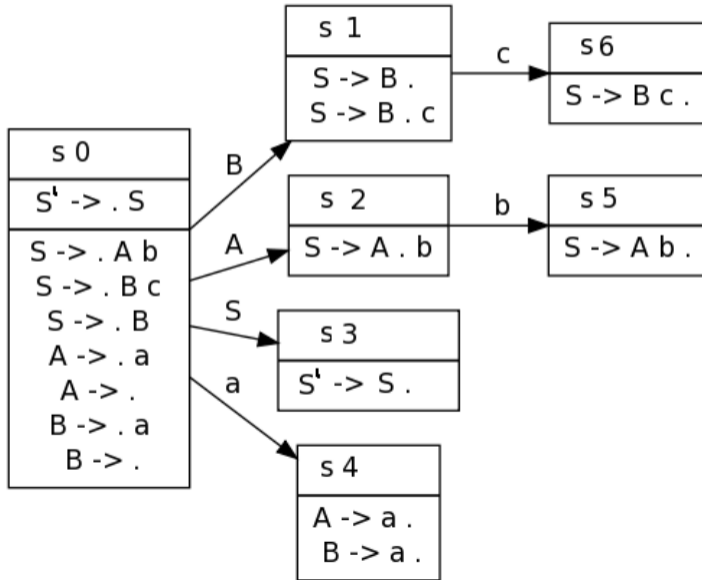 s 0
S' -> . S
S -> . A b
S -> . B c
S -> . B
A -> . a
A -> .
B -> . a
B -> .
B
A
S
a
s 1
S -> B .
S -> B . c
s 2
S -> A . b
s 3
S' -> S .
s 4
A -> a .
B -> a .
c
b
s 6
S -> B c .
s 5
S -> A b .